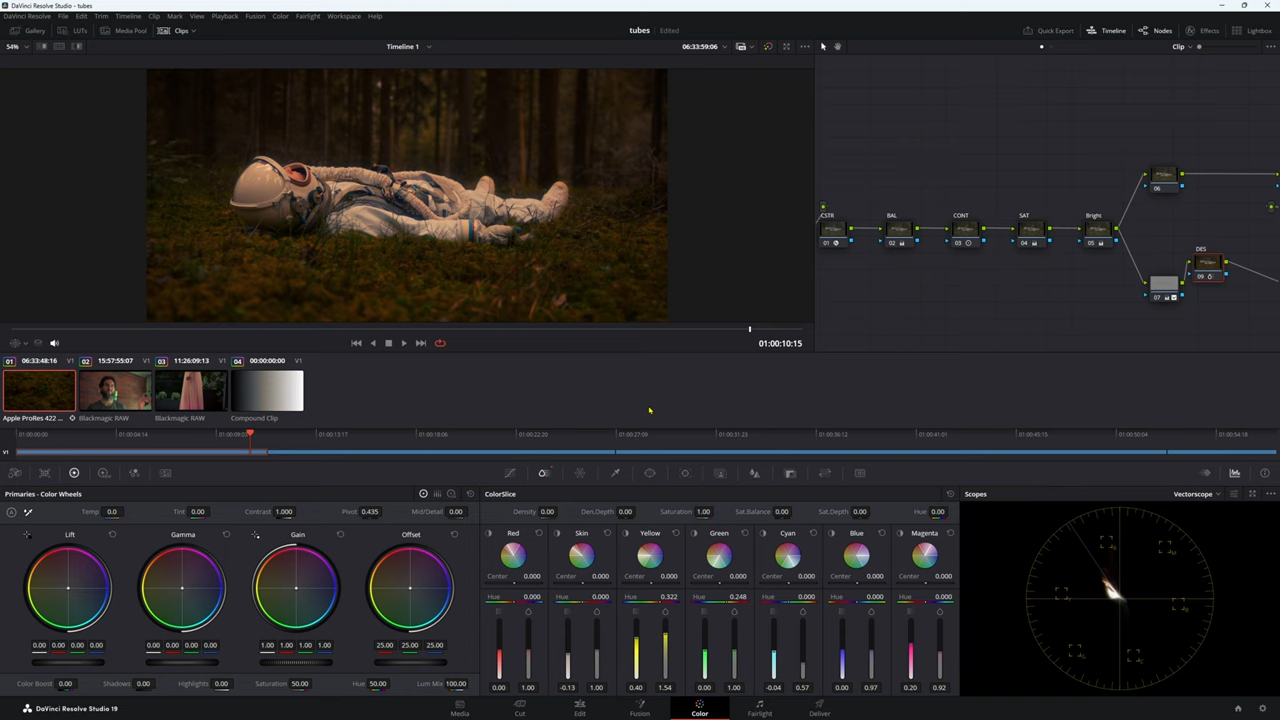 DaVinci Resolve Studio - tubes
DaVinci Resolve File Edit Trim Timeline Clip Mark View Playback Fusion Color Fairlight Workspace Help
Gallery LUTs Media Pool Clips tubes Edited Quick Export Timeline Nodes Effects Lightbox
54% Timeline 1 06:33:59:06 Clip
06
CSTR BAL CONT SAT Bright
01 02 03 04 05
DES
09
07
01:00:10:15
01 06:33:48:16 V1 02 15:57:55:07 V1 03 11:26:09:13 V1 04 00:00:00:00 V1
Apple ProRes 422 ... Blackmagic RAW Blackmagic RAW Compound Clip
01:00:00:00 01:00:04:14 01:00:09:03 01:00:13:17 01:00:18:06 01:00:22:20 01:00:27:09 01:00:31:23 01:00:36:12 01:00:41:01 01:00:45:15 01:00:50:04 01:00:54:18
V1
Primaries - Color Wheels ColorSlice Scopes Vectorscope
Temp 0.0 Tint 0.00 Contrast 1.000 Pivot 0.435 Mid/Detail 0.00 Density 0.00 Den.Depth 0.00 Saturation 1.00 Sat.Balance 0.00 Sat.Depth 0.00 Hue 0.00
Lift Gamma Gain Offset Red Skin Yellow Green Cyan Blue Magenta
Center 0.000 Center 0.000 Center 0.000 Center 0.000 Center 0.000 Center 0.000 Center 0.000
Hue 0.000 Hue 0.000 Hue 0.322 Hue 0.248 Hue 0.000 Hue 0.000 Hue 0.000
0.00 0.00 0.00 0.00 0.00 0.00 0.00 0.00 1.00 1.00 1.00 1.00 25.00 25.00 25.00
Color Boost 0.00 Shadows 0.00 Highlights 0.00 Saturation 50.00 Hue 50.00 Lum Mix 100.00 0.00 1.00 -0.13 1.00 0.40 1.54 0.00 1.00 -0.04 0.57 0.00 0.97 0.20 0.92
DaVinci Resolve Studio 19 Media Cut Edit Fusion Color Fairlight Deliver